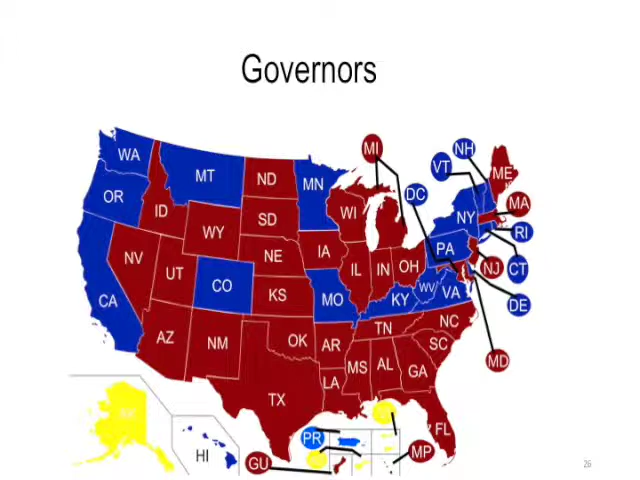 Governors
MI
NH
VT
WA
ME
MT
ND
MN
DC
OR
MA
ID
WI
NY
SD
RI
WY
PA
IA
NE
NV
IL
IN
OH
NJ
CT
UT
CO
WV
VA
CA
KS
MO
KY
DE
NC
TN
AZ
NM
OK
AR
SC
MD
MS
AL
GA
LA
TX
FL
PR
HI
GU
MP
26